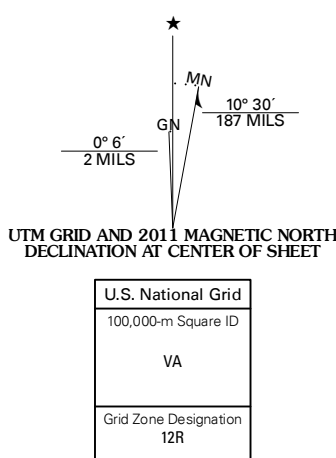 ★
MN
GN
10° 30´
187 MILS
0° 6´
2 MILS
UTM GRID AND 2011 MAGNETIC NORTH
DECLINATION AT CENTER OF SHEET
U.S. National Grid
100,000-m Square ID
VA
Grid Zone Designation
12R